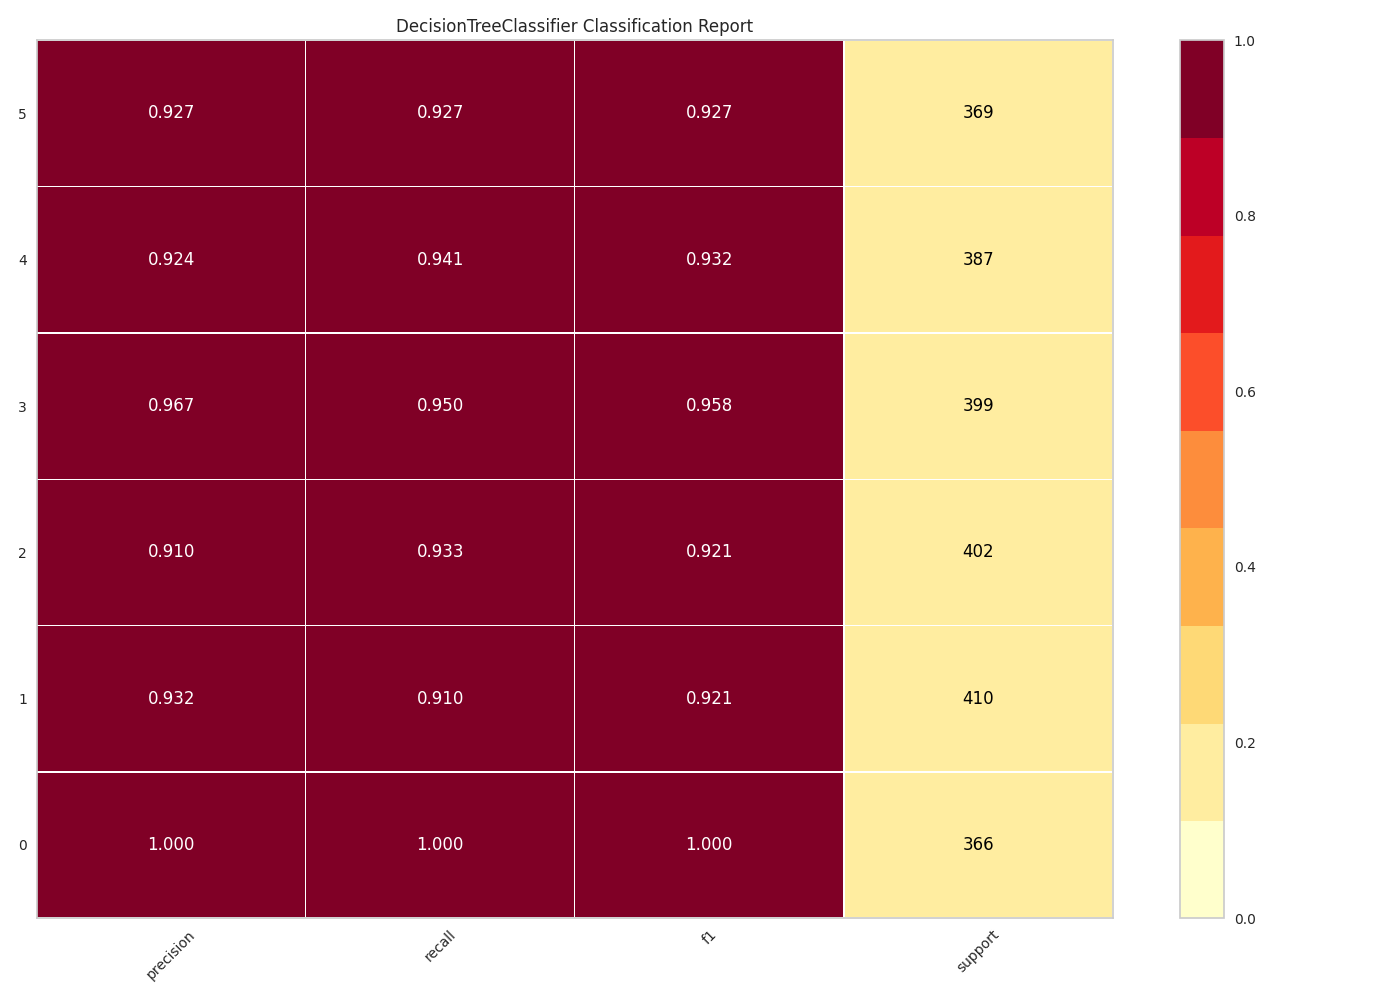 DecisionTreeClassifier Classification Report
5 0.927 0.927 0.927 369
4 0.924 0.941 0.932 387
3 0.967 0.950 0.958 399
2 0.910 0.933 0.921 402
1 0.932 0.910 0.921 410
0 1.000 1.000 1.000 366
precision recall f1 support
1.0
0.8
0.6
0.4
0.2
0.0